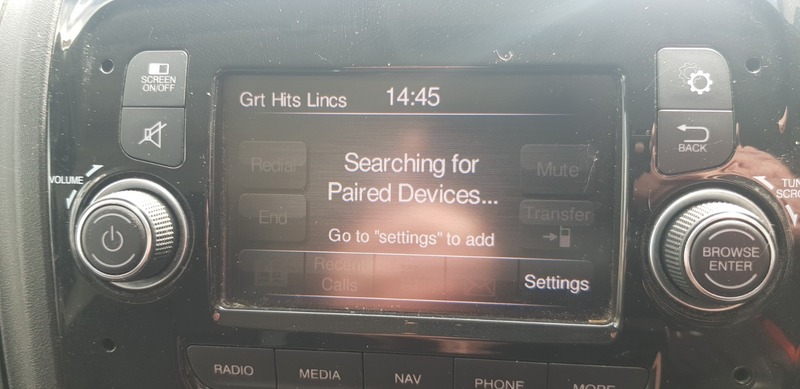 SCREEN
ON/OFF
Grt Hits Lincs 14:45
BACK
VOLUME
Redial
Searching for
Paired Devices...
Mute
End
Transfer
Go to "settings" to add
Recent
Calls
Settings
BROWSE
ENTER
RADIO
MEDIA
NAV
PHONE
MORE